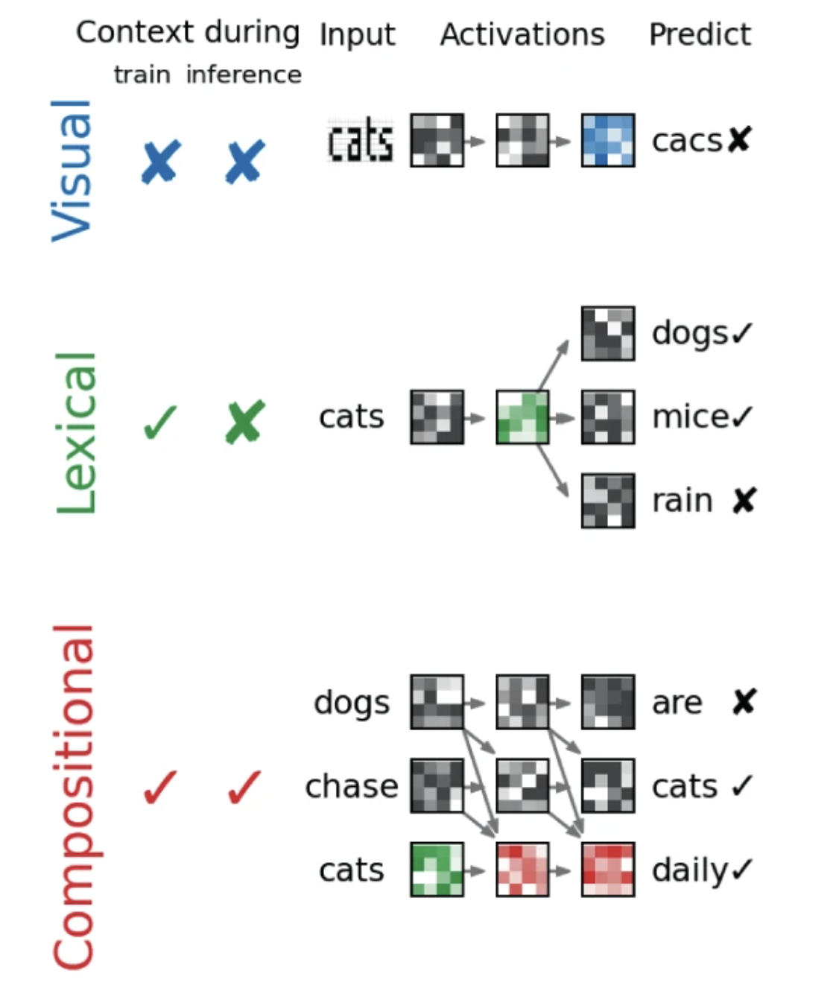 Context during Input Activations Predict
train inference
Visual
✘ ✘ cats cacs✘
Lexical
dogs✓
✓ ✘ cats mice✓
rain ✘
Compositional
dogs are ✘
✓ ✓ chase cats ✓
cats daily✓